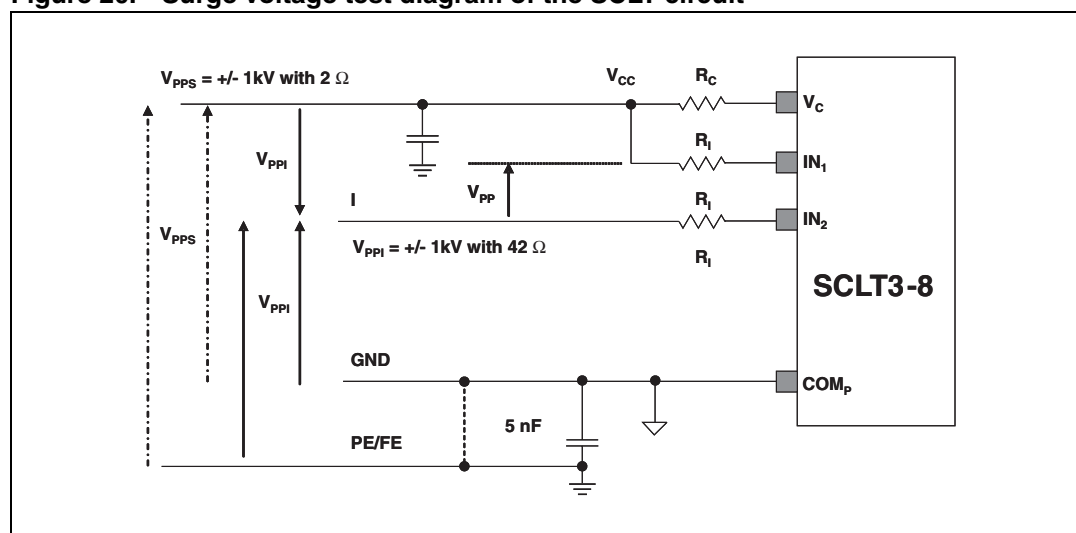 Figure 20. Surge voltage test diagram of the SCLT circuit
V_PPS = +/- 1kV with 2 Ω
V_CC
R_C
V_C
V_PPI
R_I
IN_1
I
V_PP
R_I
IN_2
V_PPS
V_PPI = +/- 1kV with 42 Ω
R_I
SCLT3-8
V_PPI
GND
COM_P
5 nF
PE/FE